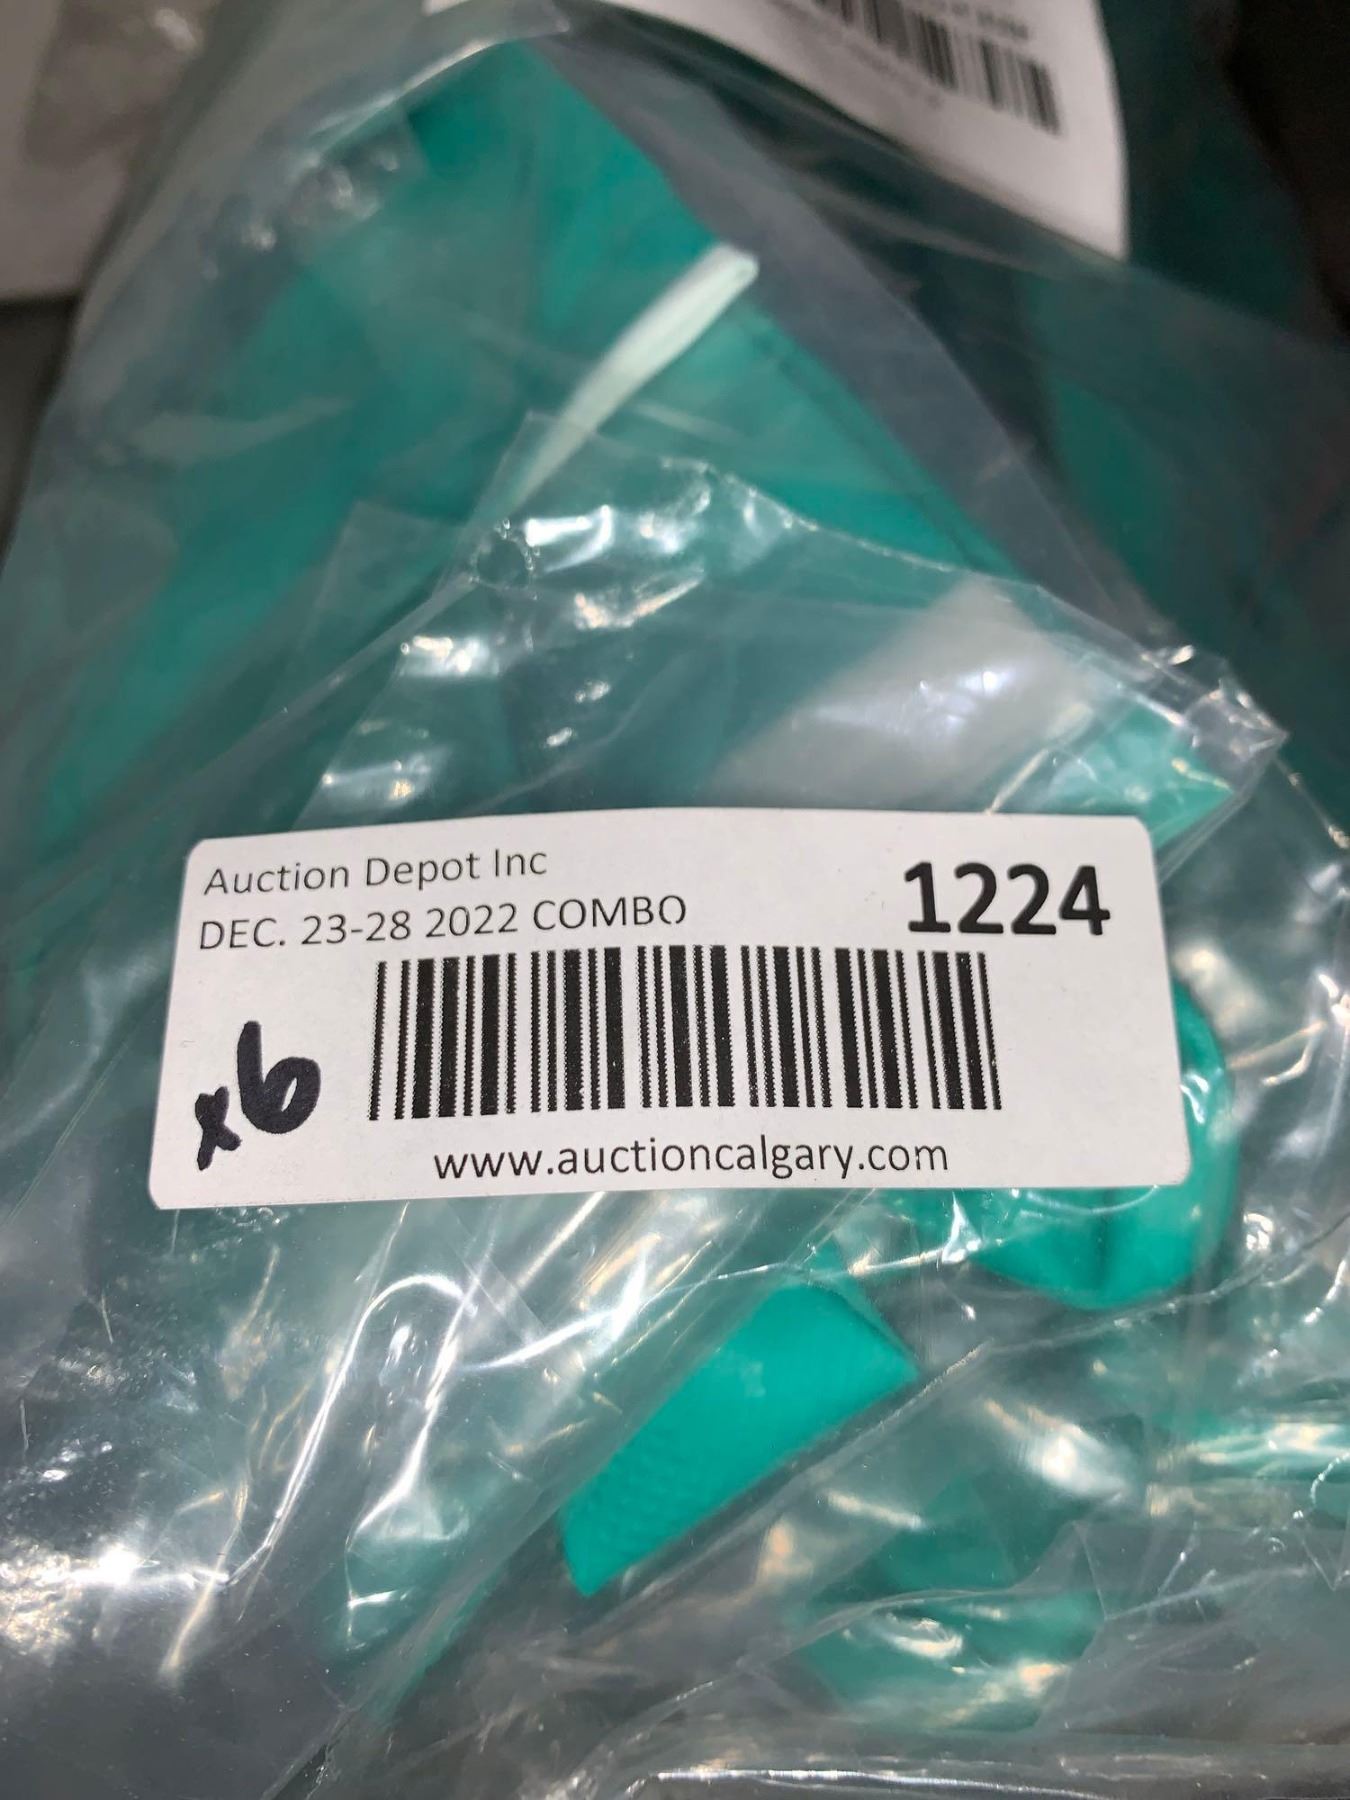 Auction Depot Inc
1224
DEC. 23-28 2022 COMBO
x6
www.auctioncalgary.com